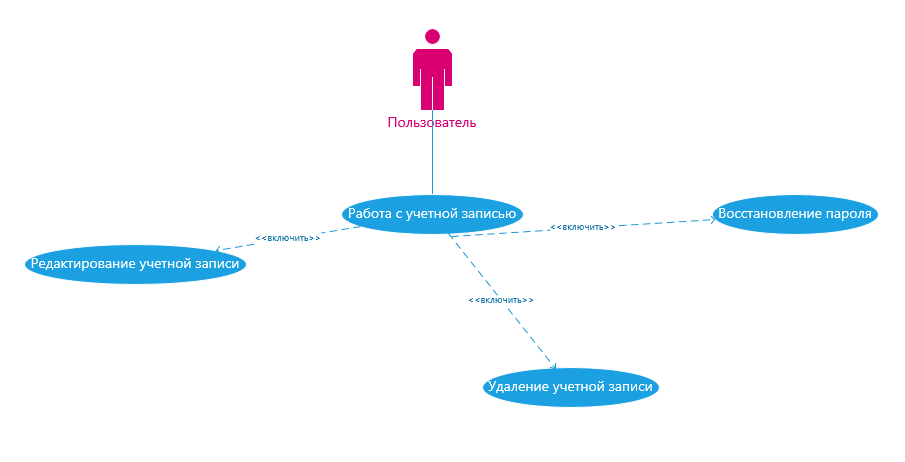 Пользователь
Работа с учетной записью
Восстановление пароля
<<включить>>
<<включить>>
Редактирование учетной записи
<<включить>>
Удаление учетной записи